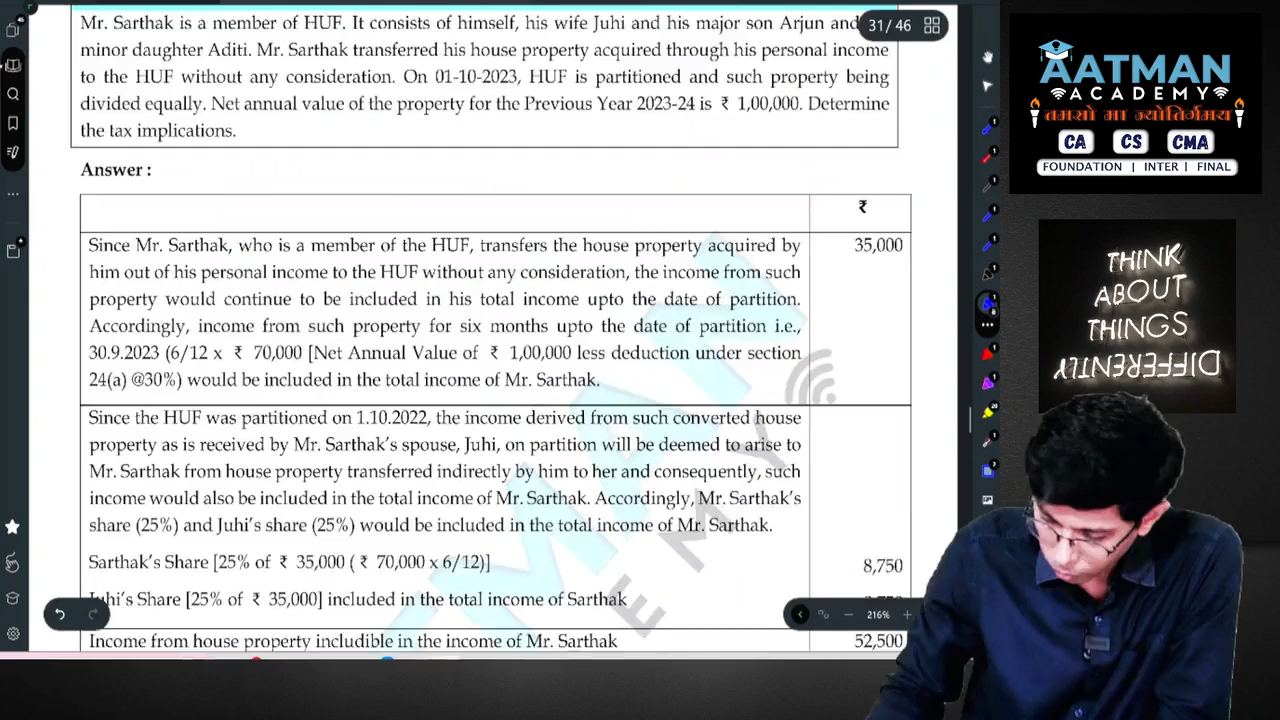 Mr. Sarthak is a member of HUF. It consists of himself, his wife Juhi and his major son Arjun and
minor daughter Aditi. Mr. Sarthak transferred his house property acquired through his personal income
to the HUF without any consideration. On 01-10-2023, HUF is partitioned and such property being
divided equally. Net annual value of the property for the Previous Year 2023-24 is ₹ 1,00,000. Determine
the tax implications.
31 / 46
Answer :
₹
Since Mr. Sarthak, who is a member of the HUF, transfers the house property acquired by 35,000
him out of his personal income to the HUF without any consideration, the income from such
property would continue to be included in his total income upto the date of partition.
Accordingly, income from such property for six months upto the date of partition i.e.,
30.9.2023 (6/12 x ₹ 70,000 [Net Annual Value of ₹ 1,00,000 less deduction under section
24(a) @30%) would be included in the total income of Mr. Sarthak.
Since the HUF was partitioned on 1.10.2022, the income derived from such converted house
property as is received by Mr. Sarthak's spouse, Juhi, on partition will be deemed to arise to
Mr. Sarthak from house property transferred indirectly by him to her and consequently, such
income would also be included in the total income of Mr. Sarthak. Accordingly, Mr. Sarthak's
share (25%) and Juhi's share (25%) would be included in the total income of Mr. Sarthak.
Sarthak's Share [25% of ₹ 35,000 ( ₹ 70,000 x 6/12)] 8,750
Share [25% of ₹ 35,000] included in the total income of Sarthak
216%
Income from house property includible in the income of Mr. Sarthak 52,500
AATMAN
ACADEMY
तमसो मा ज्योतिर्गमय
CA CS CMA
FOUNDATION | INTER | FINAL
THINK
ABOUT
THINGS
DIFFERENTLY